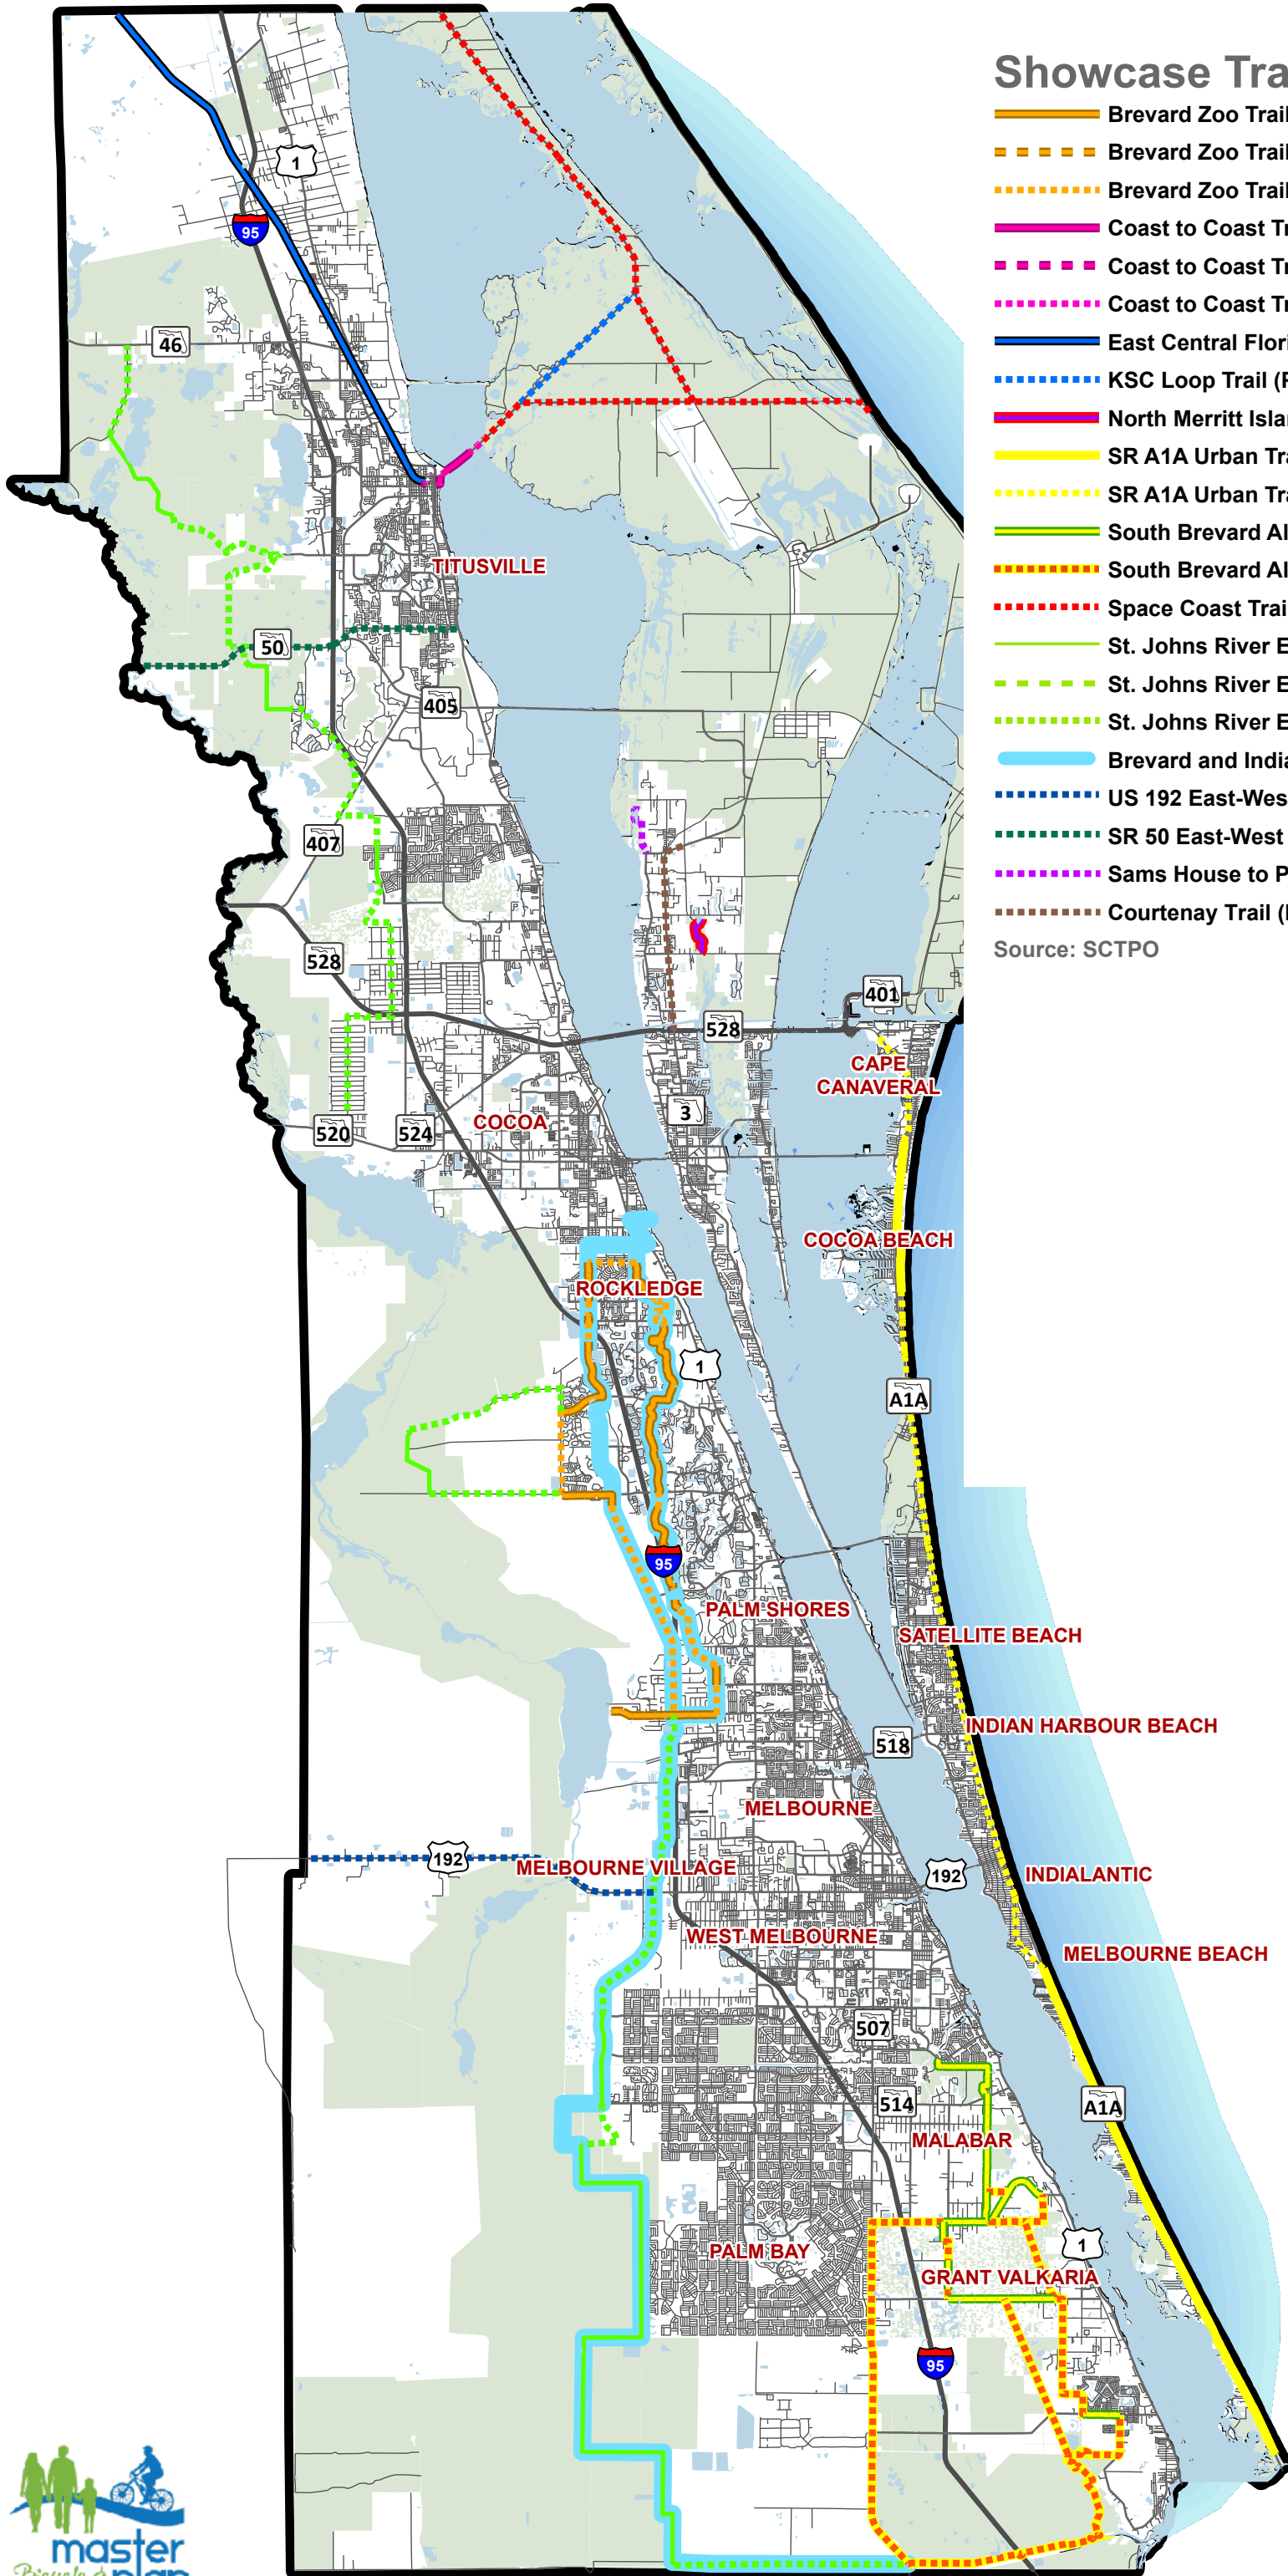 Showcase Tra
Brevard Zoo Trail
Brevard Zoo Trail
Brevard Zoo Trail
Coast to Coast Tr
Coast to Coast Tr
Coast to Coast Tr
East Central Flori
KSC Loop Trail (P
North Merritt Islan
SR A1A Urban Tra
SR A1A Urban Tra
South Brevard Al
South Brevard Al
Space Coast Trai
St. Johns River E
St. Johns River E
St. Johns River E
Brevard and India
US 192 East-Wes
SR 50 East-West
Sams House to P
Courtenay Trail (
Source: SCTPO
1
95
46
TITUSVILLE
50
405
407
528
401
528
CAPE
CANAVERAL
3
520
524
COCOA
COCOA BEACH
ROCKLEDGE
1
A1A
95
PALM SHORES
SATELLITE BEACH
INDIAN HARBOUR BEACH
518
MELBOURNE
192
MELBOURNE VILLAGE
192
INDIALANTIC
WEST MELBOURNE
MELBOURNE BEACH
507
514
A1A
MALABAR
1
PALM BAY
GRANT VALKARIA
95
master
Bicycle & plan